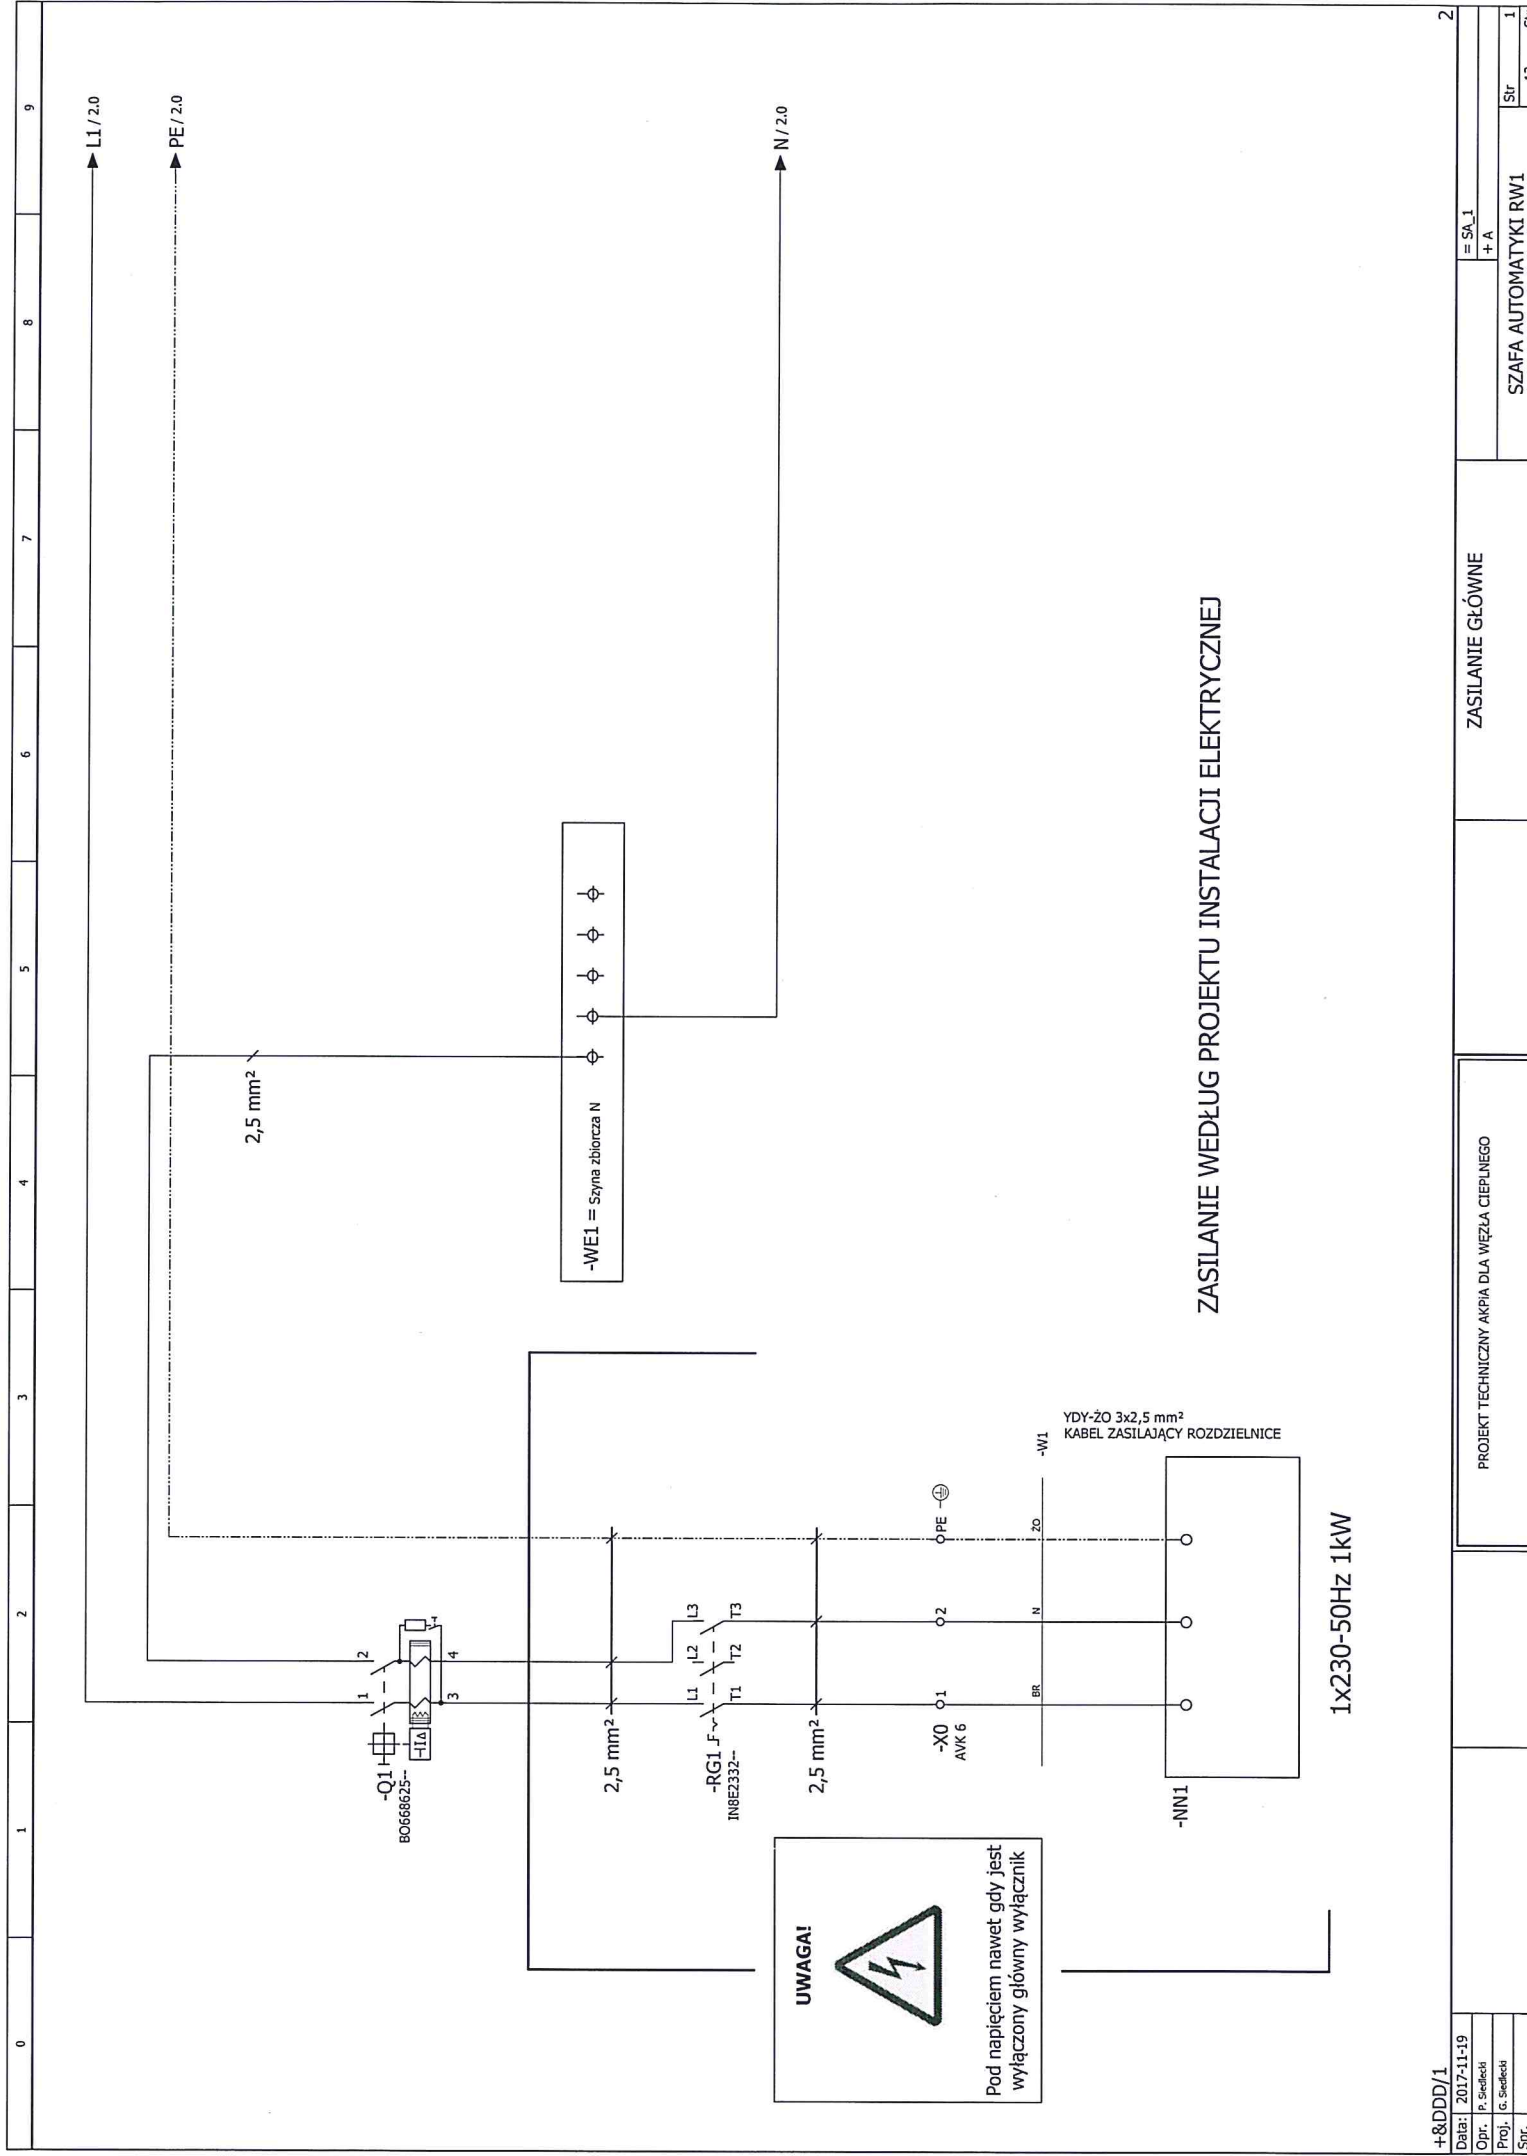 0 1 2 3 4 5 6 7 8 9
L1 / 2.0
PE / 2.0
2,5 mm²
-Q1
BO668625--
1 2
3 4
I∆
-WE1 = Szyna zbiorcza N
2,5 mm²
L1 L2 L3
-RG1
IN8E2332--
T1 T2 T3
N / 2.0
2,5 mm²
UWAGA!
Pod napięciem nawet gdy jest
wyłączony główny wyłącznik
-X0
AVK 6
1 2 PE
BR N ŻO
-W1
YDY-ŻO 3x2,5 mm²
KABEL ZASILAJĄCY ROZDZIELNICE
-NN1
ZASILANIE WEDŁUG PROJEKTU INSTALACJI ELEKTRYCZNEJ
1x230-50Hz 1kW
+&DDD/1
2
Data: 2017-11-19
Opr. P. Siedlecki
Proj. G. Siedlecki
PROJEKT TECHNICZNY AKPiA DLA WĘZŁA CIEPLNEGO
ZASILANIE GŁÓWNE
= SA_1
+ A
SZAFA AUTOMATYKI RW1
Str 1